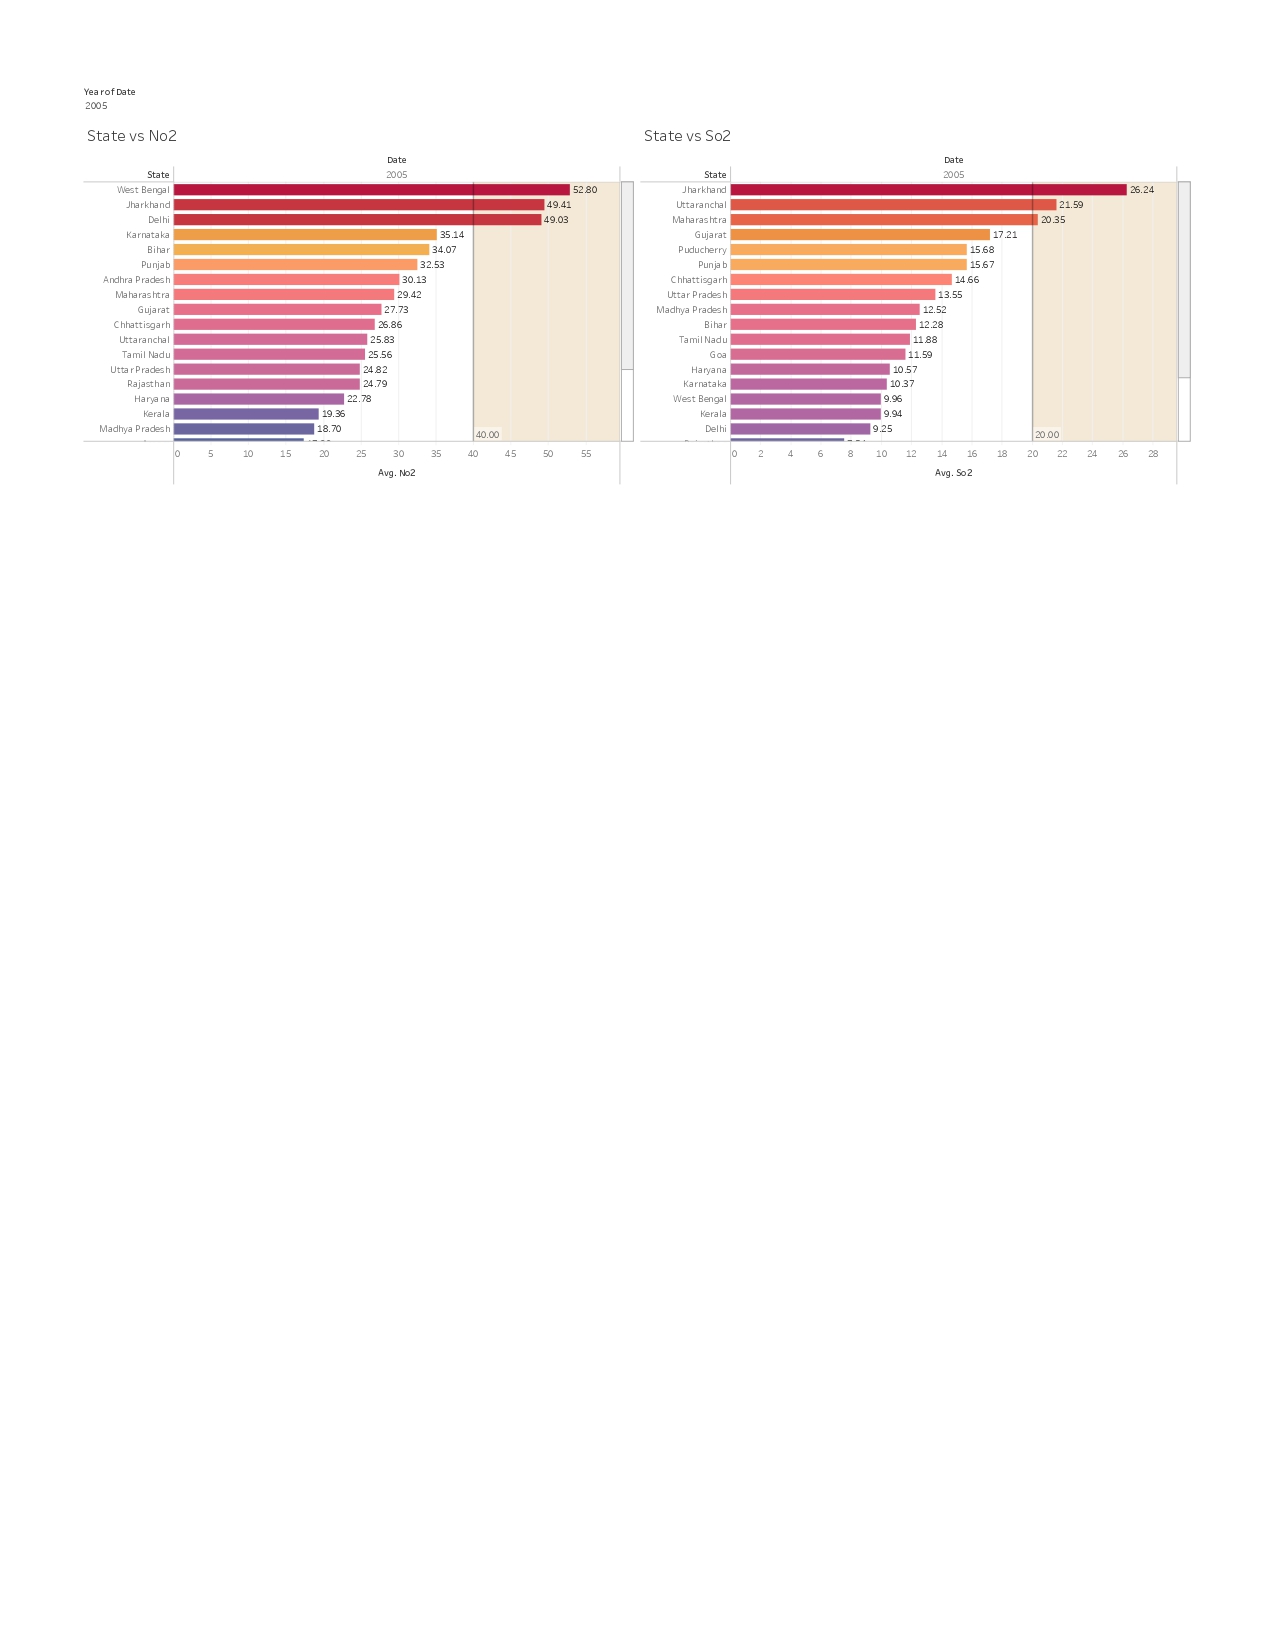 Year of Date
2005
State vs No2
Date
State
2005
West Bengal 52.80
Jharkhand 49.41
Delhi 49.03
Karnataka 35.14
Bihar 34.07
Punjab 32.53
Andhra Pradesh 30.13
Maharashtra 29.42
Gujarat 27.73
Chhattisgarh 26.86
Uttaranchal 25.83
Tamil Nadu 25.56
Uttar Pradesh 24.82
Rajasthan 24.79
Haryana 22.78
Kerala 19.36
Madhya Pradesh 18.70
40.00
0 5 10 15 20 25 30 35 40 45 50 55
Avg. No2
State vs So2
Date
State
2005
Jharkhand 26.24
Uttaranchal 21.59
Maharashtra 20.35
Gujarat 17.21
Puducherry 15.68
Punjab 15.67
Chhattisgarh 14.66
Uttar Pradesh 13.55
Madhya Pradesh 12.52
Bihar 12.28
Tamil Nadu 11.88
Goa 11.59
Haryana 10.57
Karnataka 10.37
West Bengal 9.96
Kerala 9.94
Delhi 9.25
20.00
0 2 4 6 8 10 12 14 16 18 20 22 24 26 28
Avg. So2